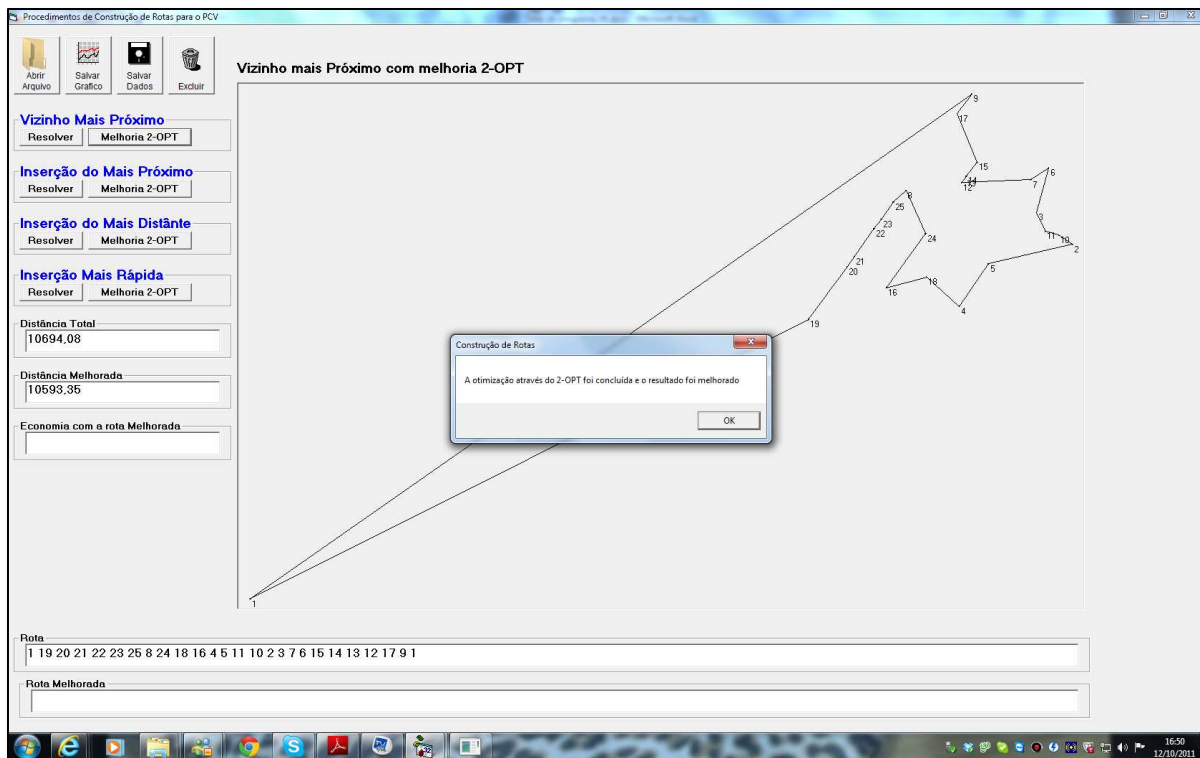 Procedimentos de Construção de Rotas para o PCV
Abrir Arquivo
Salvar Grafico
Salvar Dados
Excluir
Vizinho mais Próximo com melhoria 2-OPT
Vizinho Mais Próximo
Resolver Melhoria 2-OPT
Inserção do Mais Próximo
Resolver Melhoria 2-OPT
Inserção do Mais Distânte
Resolver Melhoria 2-OPT
Inserção Mais Rápida
Resolver Melhoria 2-OPT
Distância Total
10694,08
Distância Melhorada
10593,35
Economia com a rota Melhorada
9
17
15
14
12
6
7
3
11 10
2
8
25
23
22
24
5
21
20
18
16
4
19
1
Construção de Rotas
A otimização através do 2-OPT foi concluída e o resultado foi melhorado
OK
Rota
1 19 20 21 22 23 25 8 24 18 16 4 5 11 10 2 3 7 6 15 14 13 12 17 9 1
Rota Melhorada
16:50
12/10/2011